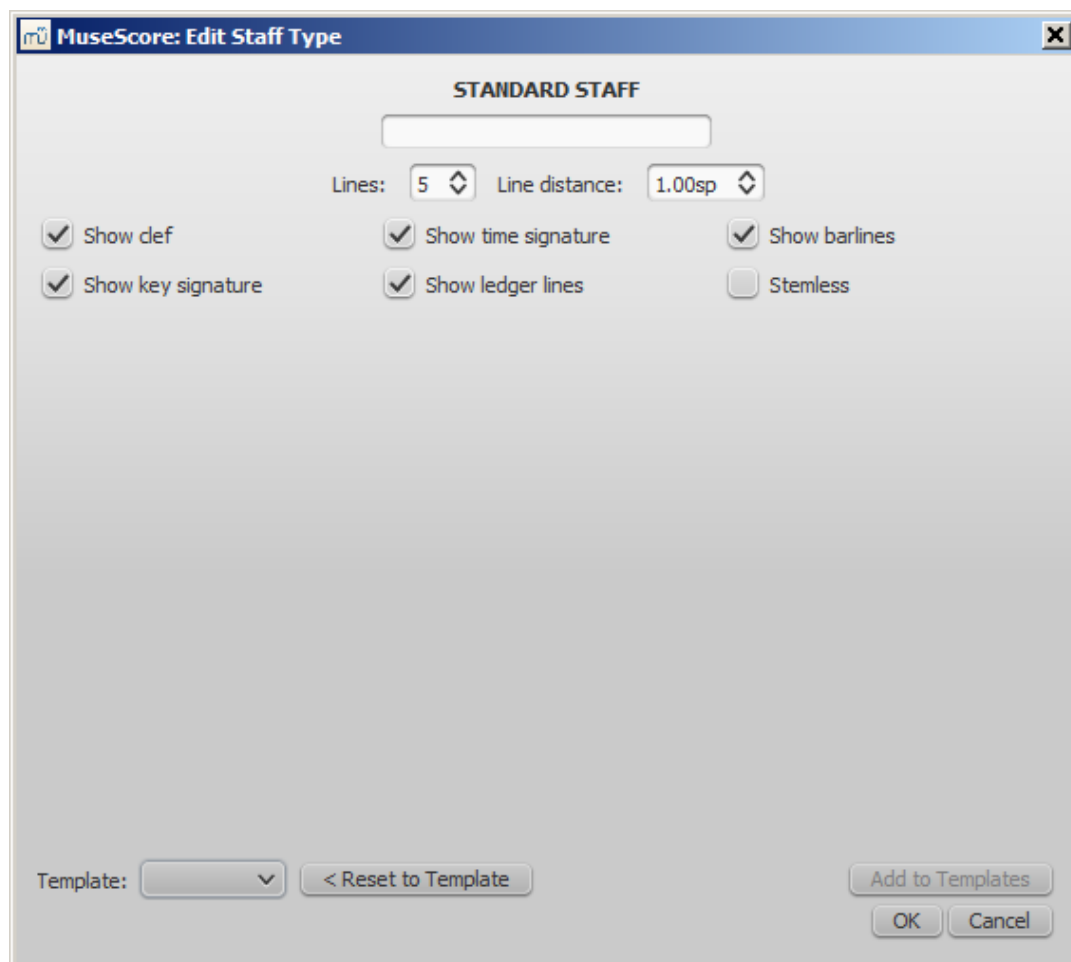 mü MuseScore: Edit Staff Type
STANDARD STAFF
Lines: 5 Line distance: 1.00sp
Show clef Show time signature Show barlines
Show key signature Show ledger lines Stemless
Template: < Reset to Template Add to Templates
OK Cancel